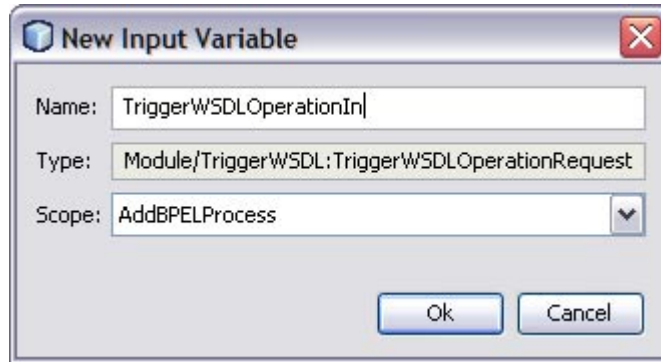 New Input Variable
Name: TriggerWSDLOperationIn
Type: Module/TriggerWSDL:TriggerWSDLOperationRequest
Scope: AddBPELProcess
Ok Cancel